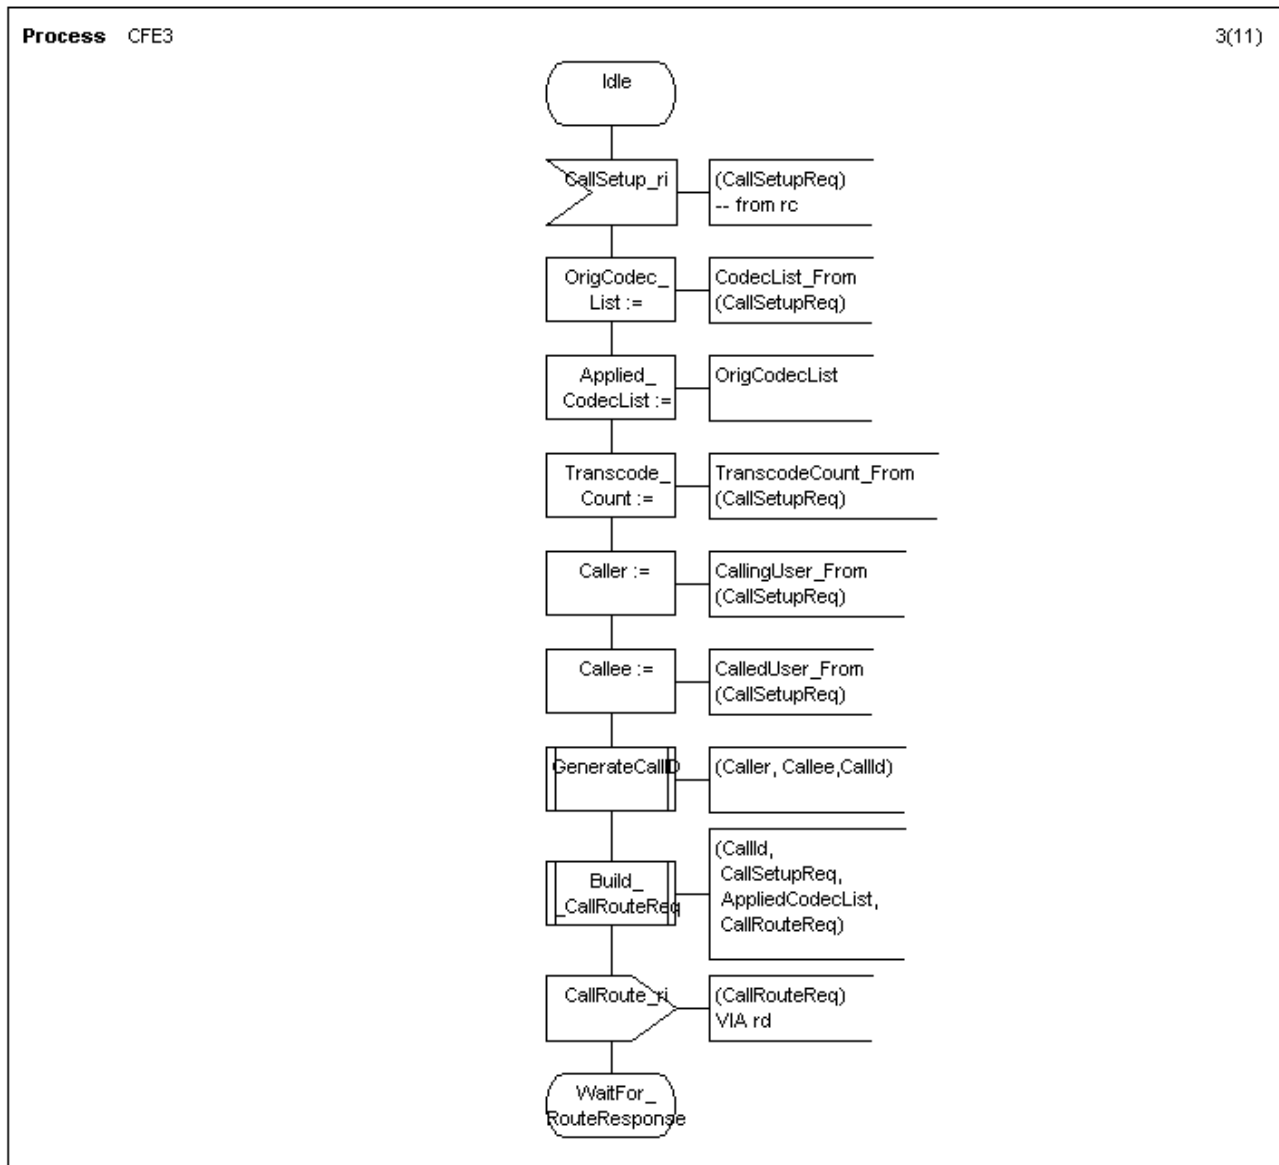 Process CFE3 3(11)
Idle
CallSetup_ri
(CallSetupReq)
-- from rc
OrigCodec_
List :=
CodecList_From
(CallSetupReq)
Applied_
CodecList :=
OrigCodecList
Transcode_
Count :=
TranscodeCount_From
(CallSetupReq)
Caller :=
CallingUser_From
(CallSetupReq)
Callee :=
CalledUser_From
(CallSetupReq)
GenerateCallID
(Caller, Callee,CallId)
Build_
_CallRouteReq
(CallId,
CallSetupReq,
AppliedCodecList,
CallRouteReq)
CallRoute_ri
(CallRouteReq)
VIA rd
WaitFor_
RouteResponse